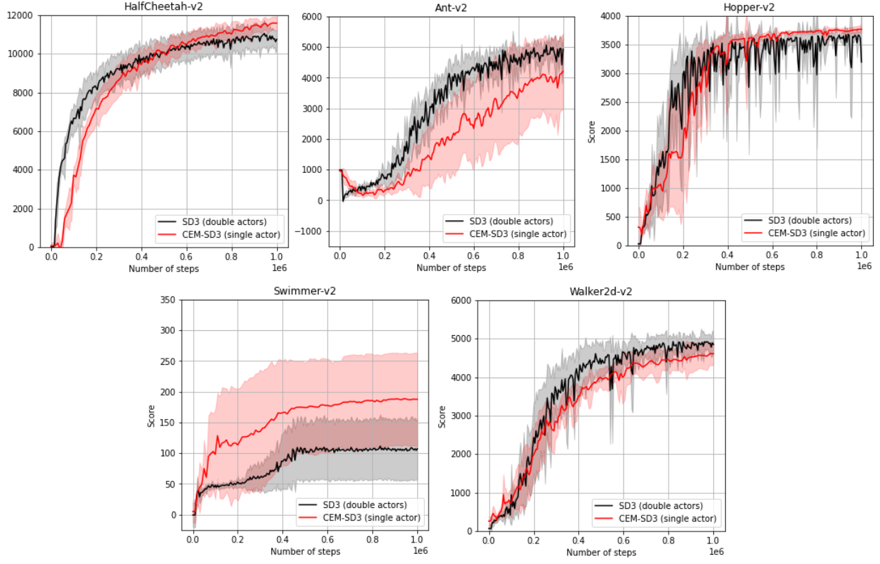 HalfCheetah-v2
12000
10000
8000
6000
4000
2000
0
0.0 0.2 0.4 0.6 0.8 1.0
1e6
Number of steps
SD3 (double actors)
CEM-SD3 (single actor)
Ant-v2
6000
5000
4000
3000
2000
1000
0
−1000
0.0 0.2 0.4 0.6 0.8 1.0
1e6
Number of steps
SD3 (double actors)
CEM-SD3 (single actor)
Hopper-v2
4000
3500
3000
2500
2000
1500
1000
500
0
Score
0.0 0.2 0.4 0.6 0.8 1.0
1e6
Number of steps
SD3 (double actors)
CEM-SD3 (single actor)
Swimmer-v2
350
300
250
200
150
100
50
0
Score
0.0 0.2 0.4 0.6 0.8 1.0
1e6
Number of steps
SD3 (double actors)
CEM-SD3 (single actor)
Walker2d-v2
6000
5000
4000
3000
2000
1000
0
Score
0.0 0.2 0.4 0.6 0.8 1.0
1e6
Number of steps
SD3 (double actors)
CEM-SD3 (single actor)